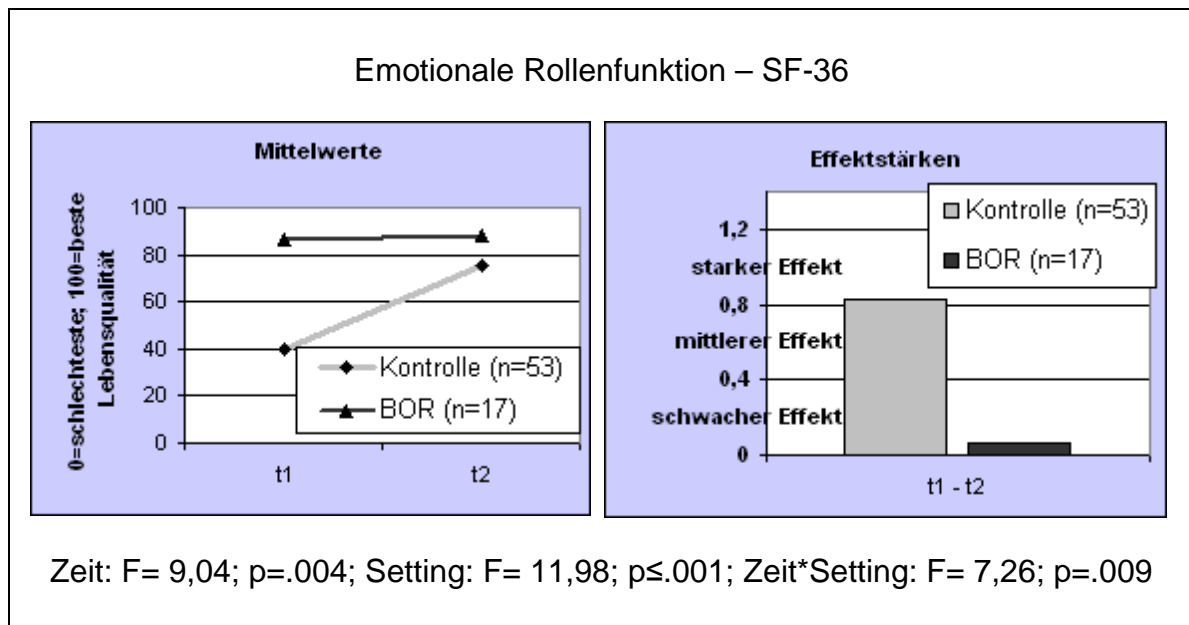 Emotionale Rollenfunktion – SF-36
Mittelwerte
0=schlechteste; 100=beste
Lebensqualität
100
80
60
40
20
0
Kontrolle (n=53)
BOR (n=17)
t1
t2
Effektstärken
Kontrolle (n=53)
BOR (n=17)
1,2
starker Effekt
0,8
mittlerer Effekt
0,4
schwacher Effekt
0
t1 - t2
Zeit: F= 9,04; p=.004; Setting: F= 11,98; p≤.001; Zeit*Setting: F= 7,26; p=.009